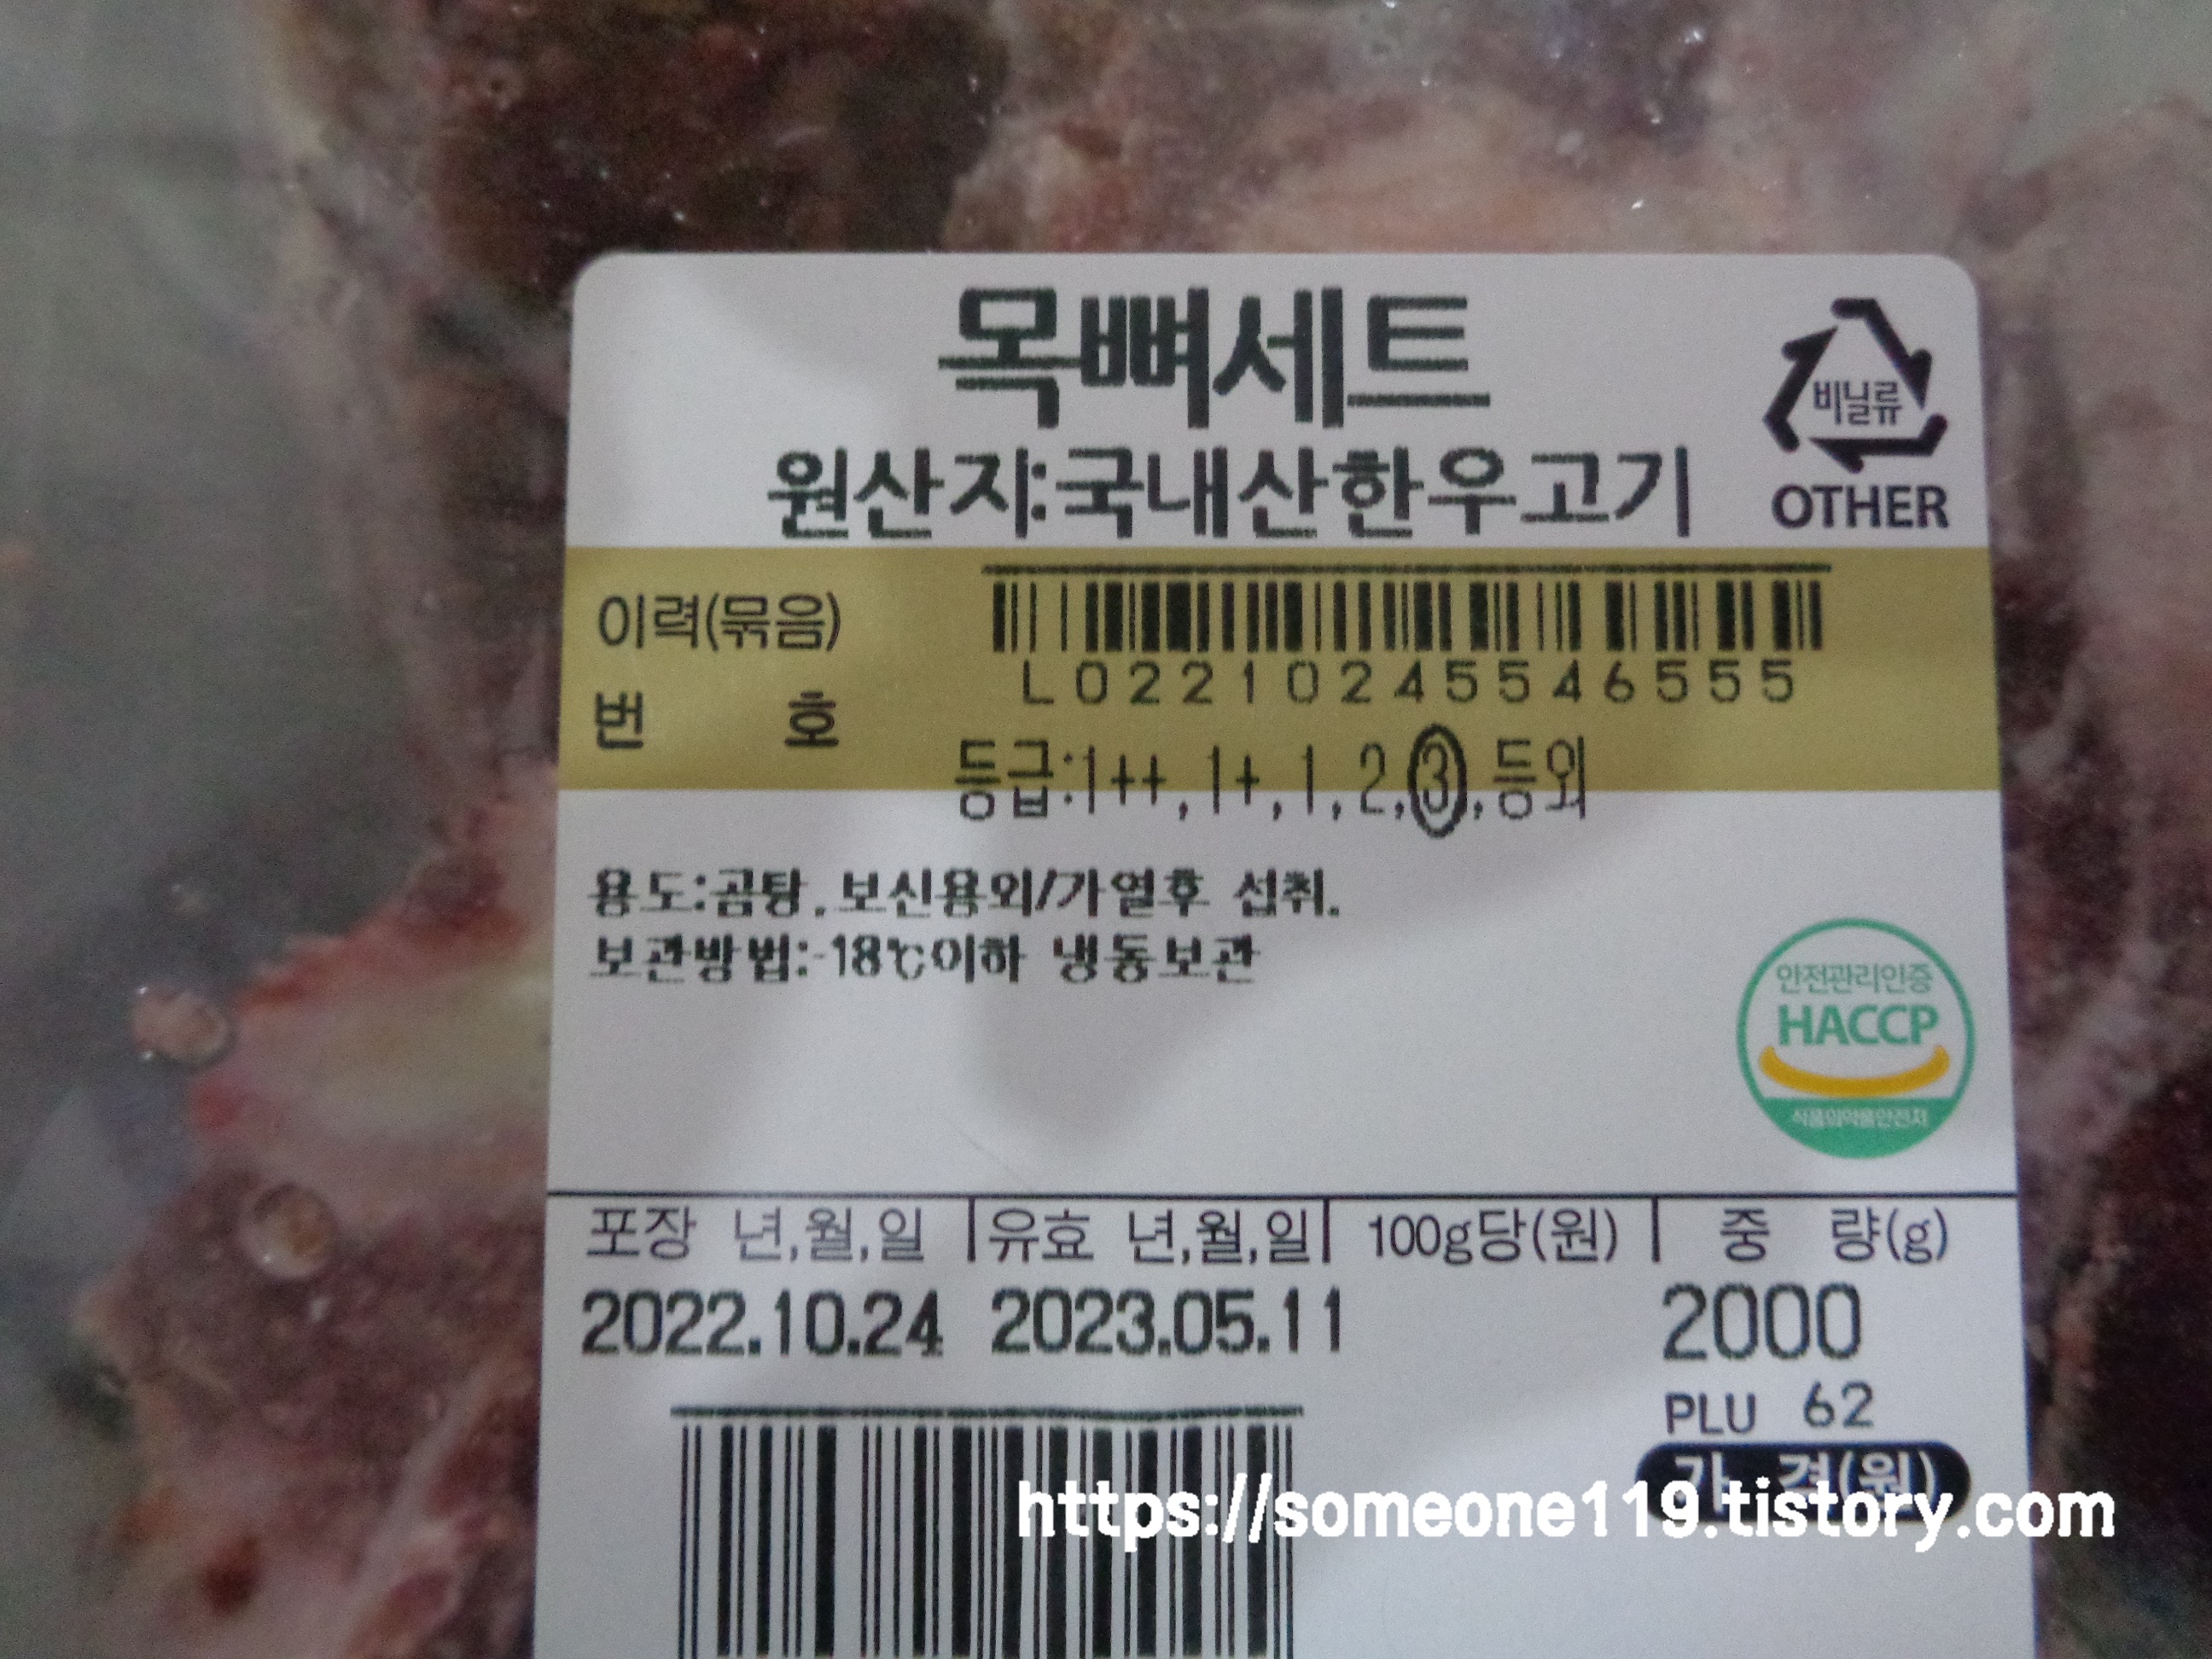 목뼈세트
비닐류
OTHER
원산지:국내산한우고기
이력(묶음)
번 호
L02210245546555
등급:1++, 1+, 1, 2, 3, 등외
용도:곰탕. 보신용외/가열후 섭취.
보관방법:-18℃이하 냉동보관
안전관리인증
HACCP
식품의약품안전처
포장 년,월,일 유효 년,월,일 100g당(원) 중 량(g)
2022.10.24 2023.05.11 2000
PLU 62
가 격(원)
https://someone119.tistory.com